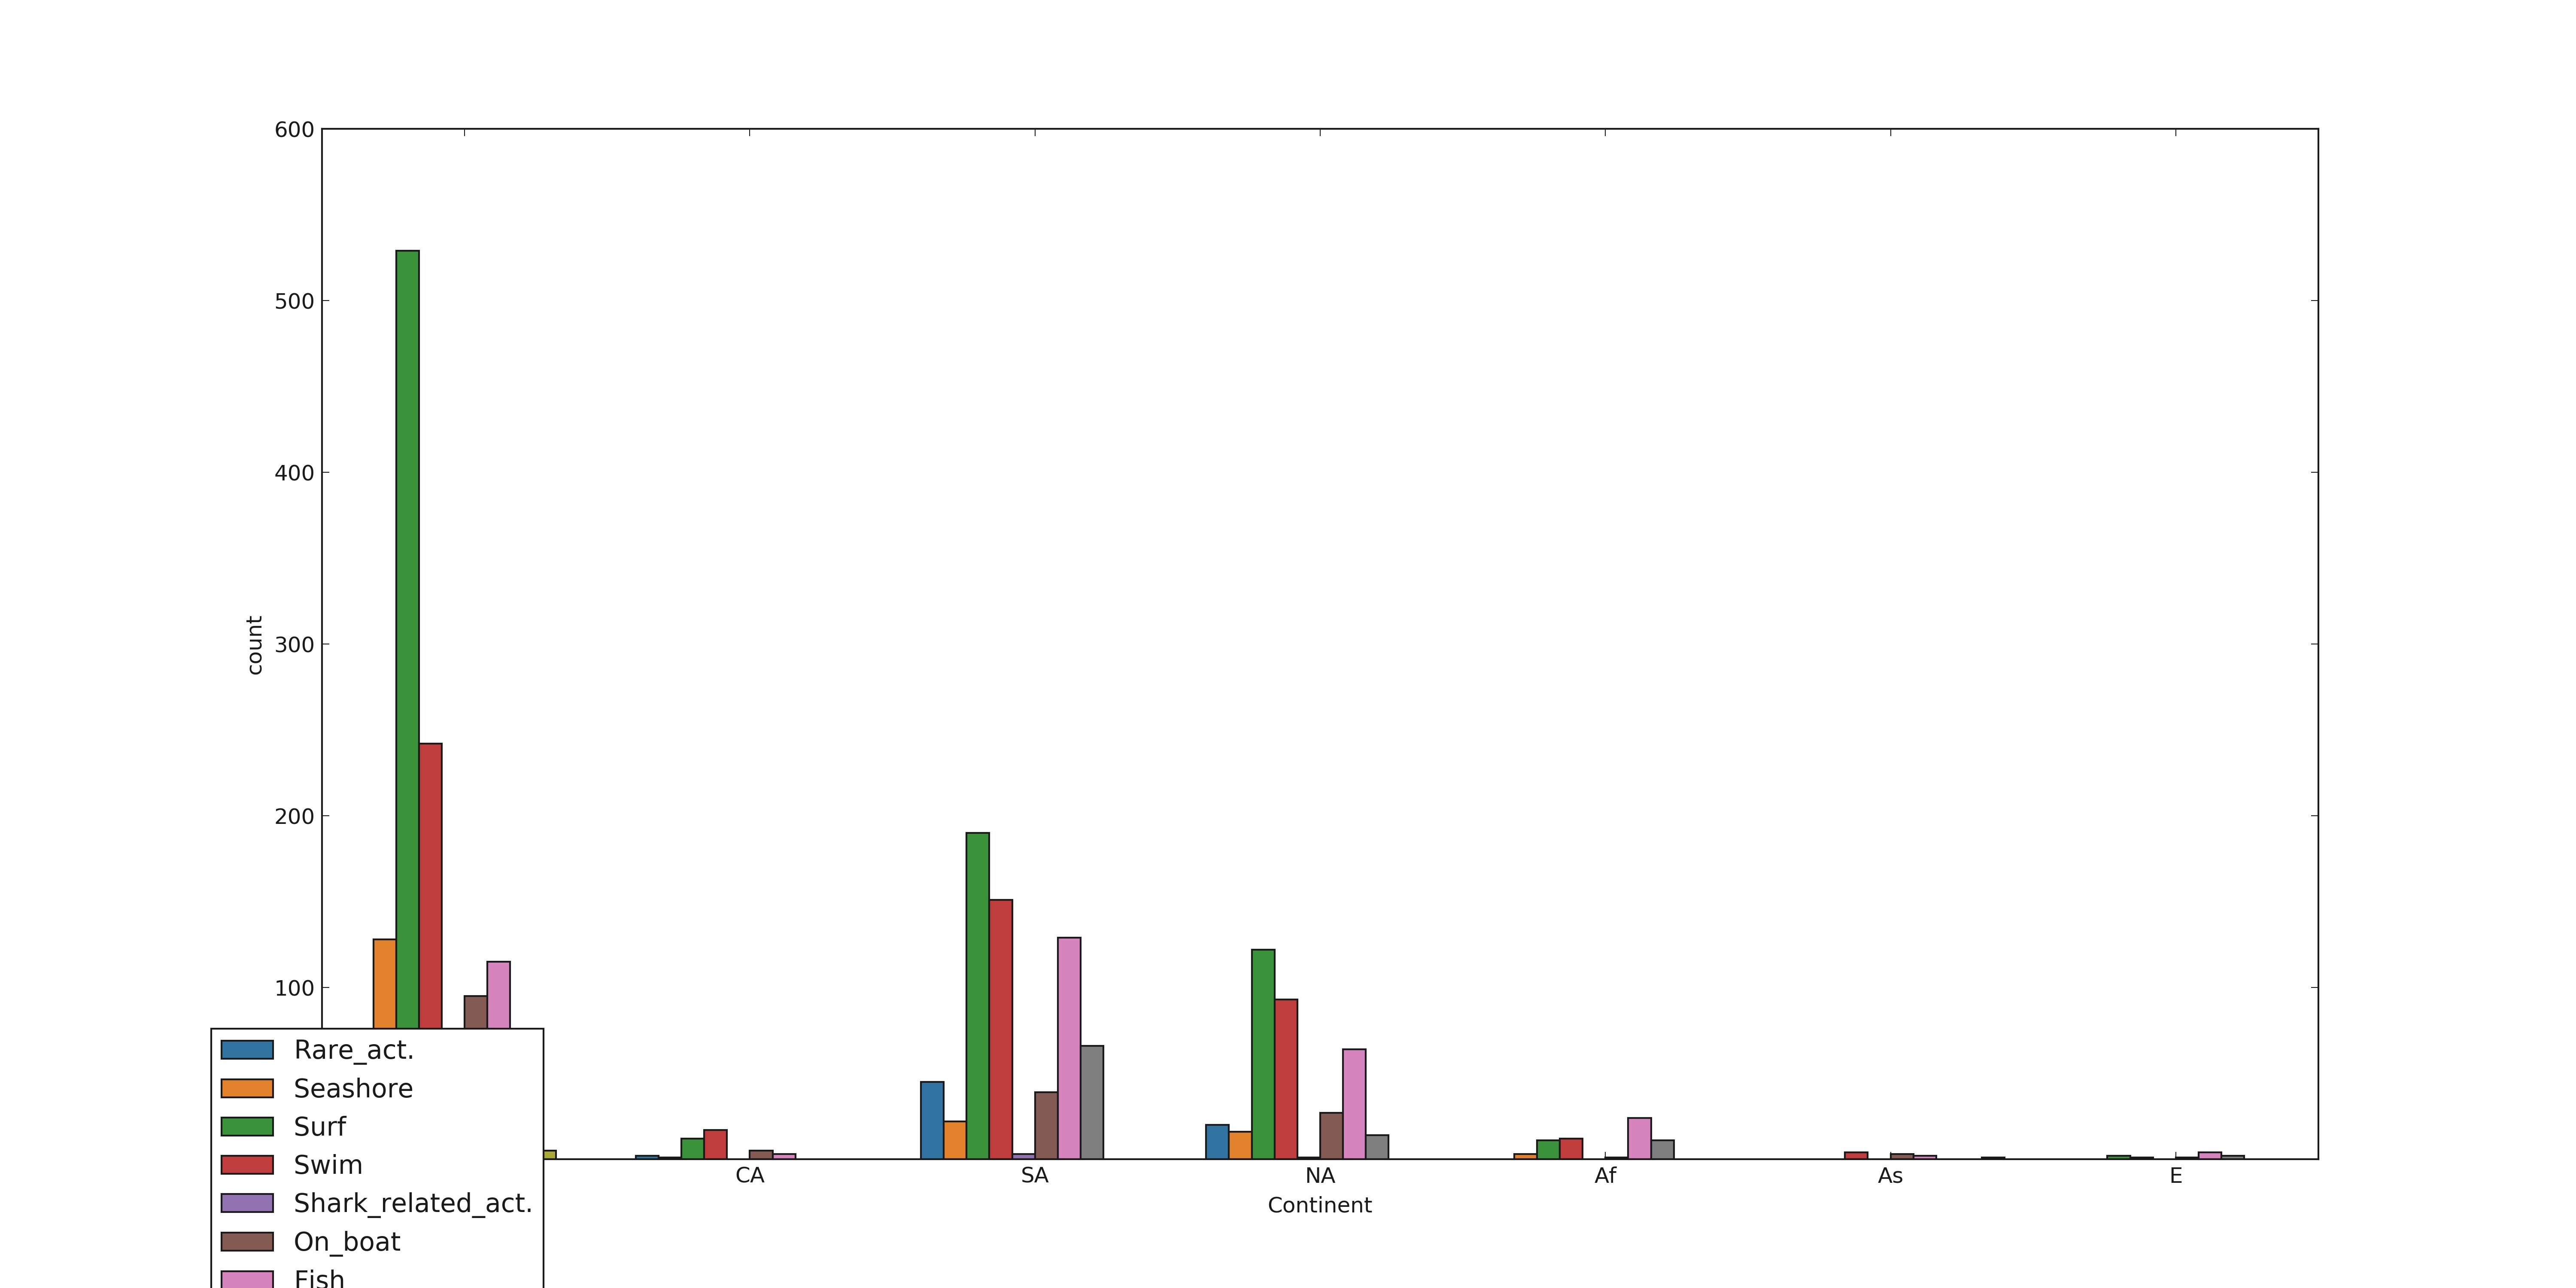 600
500
400
300
200
100
count
Rare_act.
Seashore
Surf
Swim
Shark_related_act.
On_boat
Fish
CA
SA
NA
Af
As
E
Continent